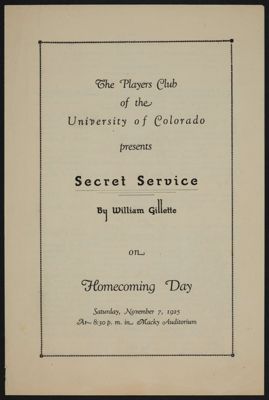 The Players Club
of the
University of Colorado
presents
Secret Service
By William Gillette
on
Homecoming Day
Saturday, November 7, 1925
At 8:30 p. m. in Macky Auditorium